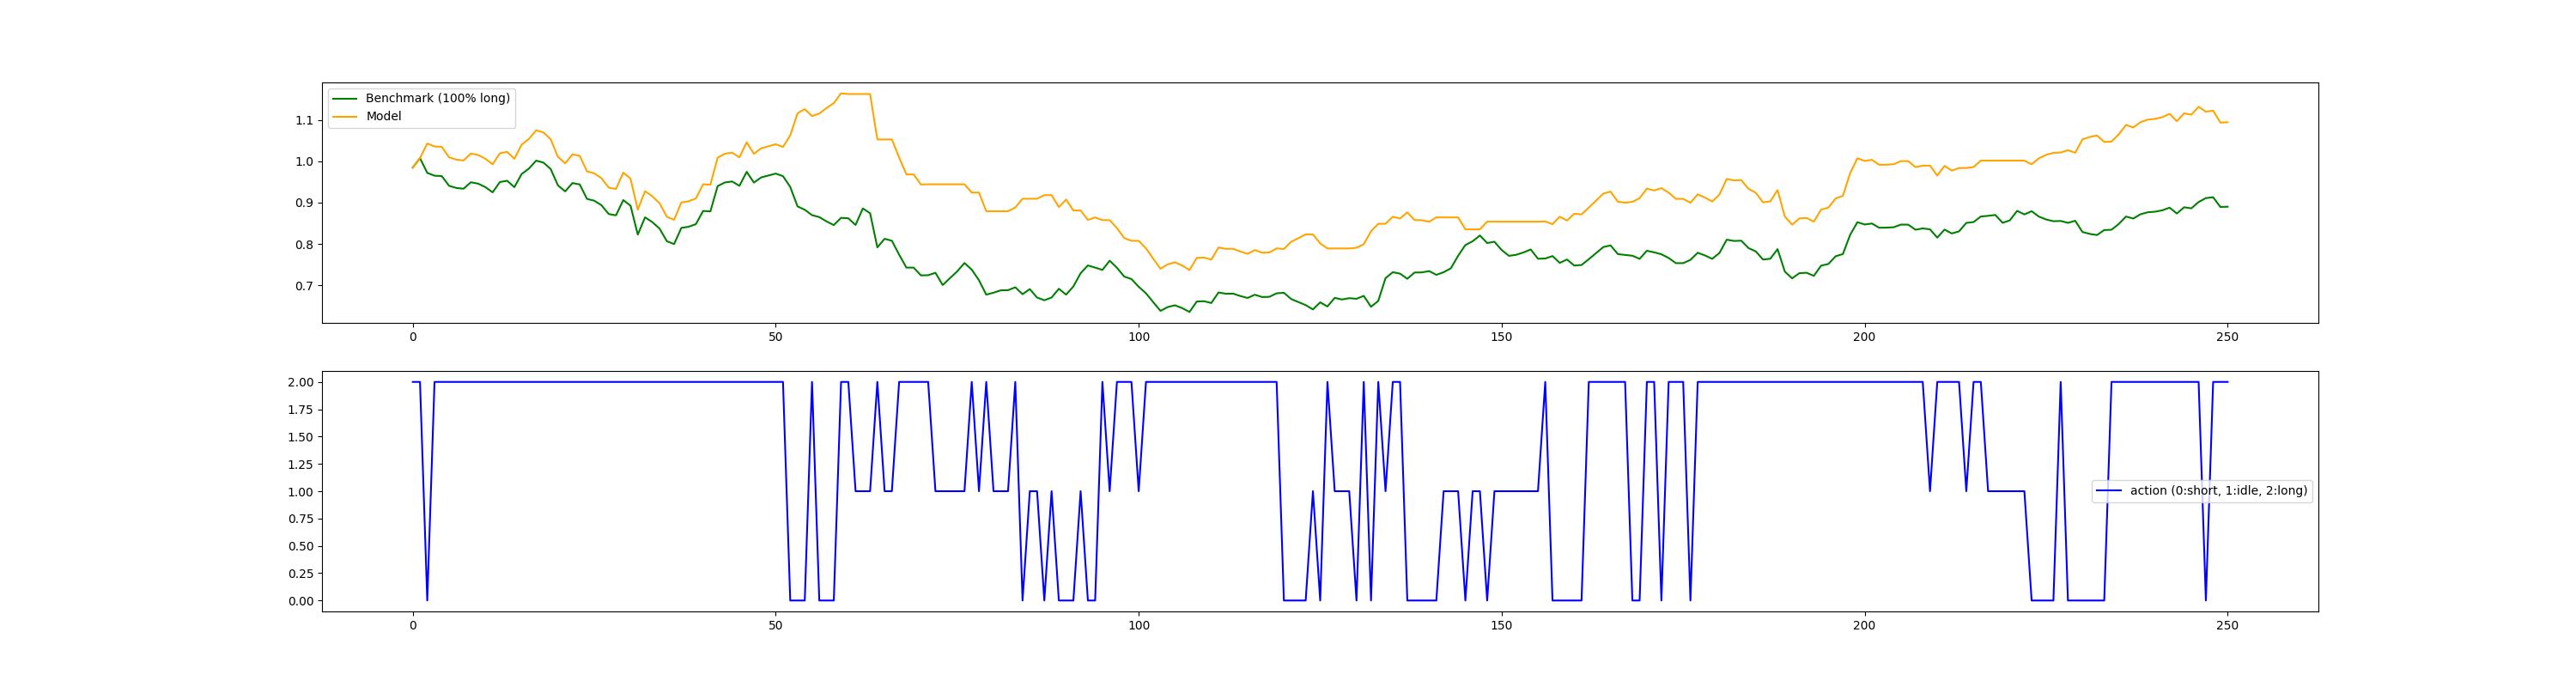 Benchmark (100% long)
Model
1.1
1.0
0.9
0.8
0.7
0 50 100 150 200 250
2.00
1.75
1.50
1.25
1.00
0.75
0.50
0.25
0.00
action (0:short, 1:idle, 2:long)
0 50 100 150 200 250